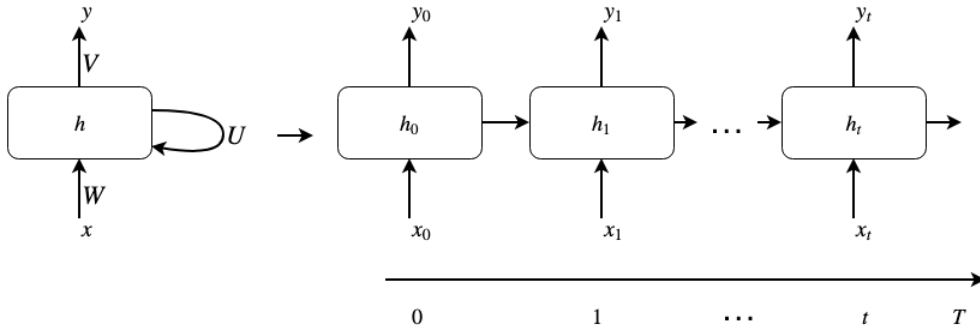 y y₀ y₁ yₜ
V
h U h₀ h₁ ... hₜ
W
x x₀ x₁ xₜ
0 1 ... t T